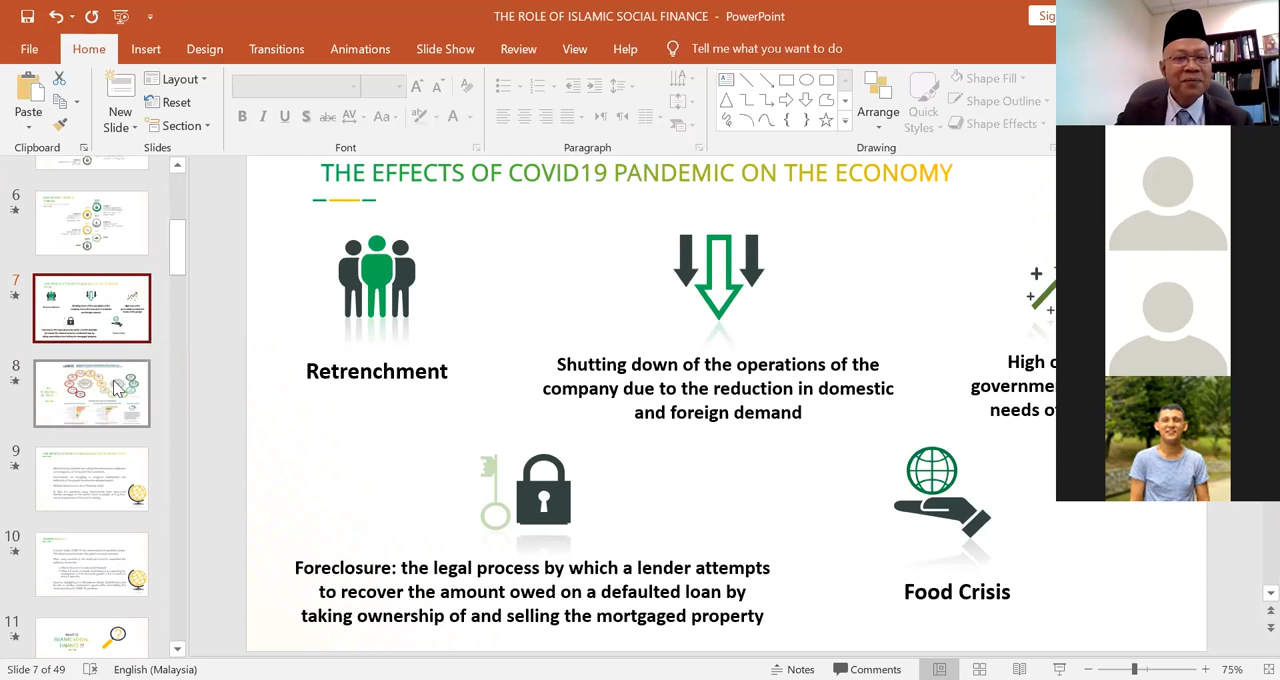 THE ROLE OF ISLAMIC SOCIAL FINANCE - PowerPoint
Sig
File Home Insert Design Transitions Animations Slide Show Review View Help Tell me what you want to do
Paste
New
Slide
Layout
Reset
Section
Arrange
Quick
Styles
Shape Fill
Shape Outline
Shape Effects
Clipboard
Slides
Font
Paragraph
Drawing
6
7
8
9
10
11
THE EFFECTS OF COVID19 PANDEMIC ON THE ECONOMY
Retrenchment
Shutting down of the operations of the
company due to the reduction in domestic
and foreign demand
High
governme
needs
Foreclosure: the legal process by which a lender attempts
to recover the amount owed on a defaulted loan by
taking ownership of and selling the mortgaged property
Food Crisis
Slide 7 of 49
English (Malaysia)
Notes
Comments
75%